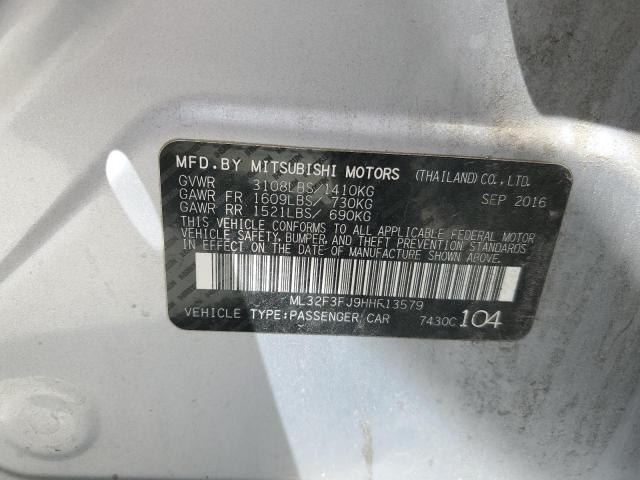 MFD. BY MITSUBISHI MOTORS (THAILAND) CO., LTD.
GVWR 3108LBS/1410KG SEP 2016
GAWR FR 1609LBS/ 730KG
GAWR RR 1521LBS/ 690KG
THIS VEHICLE CONFORMS TO ALL APPLICABLE FEDERAL MOTOR
VEHICLE SAFETY, BUMPER, AND THEFT PREVENTION STANDARDS
IN EFFECT ON THE DATE OF MANUFACTURE SHOWN ABOVE.
ML32F3FJ9HHF13579
VEHICLE TYPE:PASSENGER CAR 7430C 104